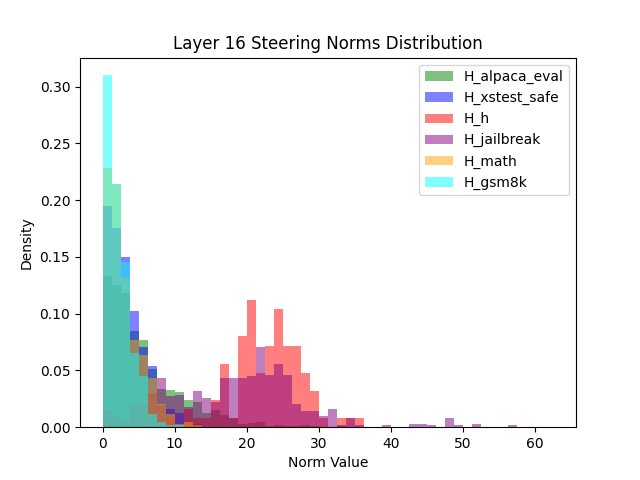 Layer 16 Steering Norms Distribution
H_alpaca_eval
H_xstest_safe
H_h
H_jailbreak
H_math
H_gsm8k
0.30
0.25
0.20
0.15
0.10
0.05
0.00
Density
0 10 20 30 40 50 60
Norm Value